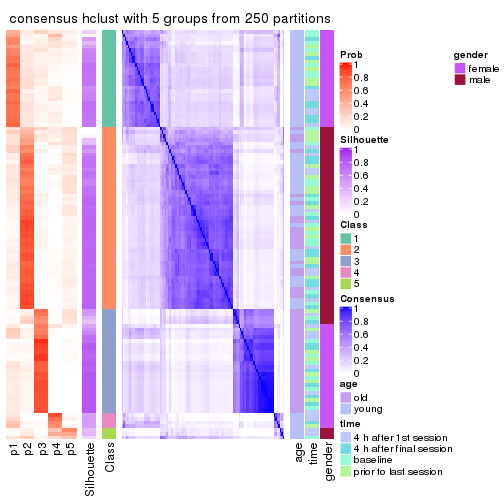 consensus hclust with 5 groups from 250 partitions
Prob
1
0.8
0.6
0.4
0.2
0
gender
female
male
Silhouette
1
0.8
0.6
0.4
0.2
0
Class
1
2
3
4
5
Consensus
1
0.8
0.6
0.4
0.2
0
age
old
young
time
4 h after 1st session
4 h after final session
baseline
prior to last session
p1
p2
p3
p4
p5
Silhouette
Class
age
time
gender